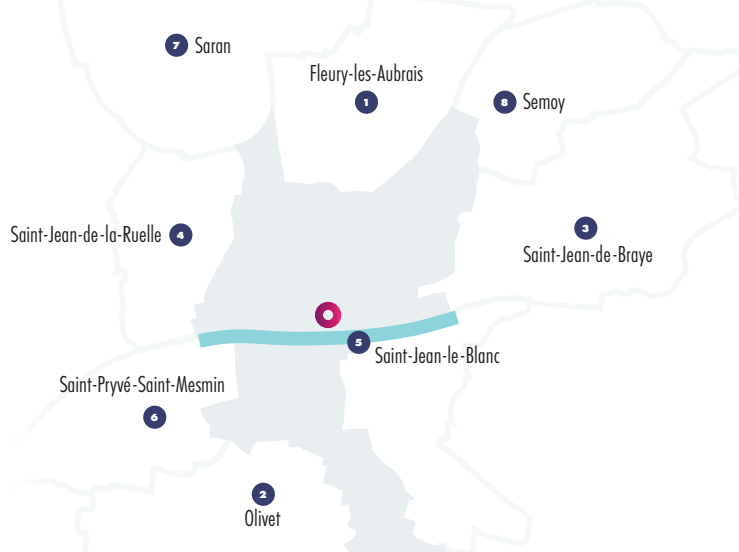 7 Saran
Fleury-les-Aubrais
1
8 Semoy
Saint-Jean-de-la-Ruelle 4
3
Saint-Jean-de-Braye
5
Saint-Jean-le-Blanc
Saint-Pryvé-Saint-Mesmin
6
2
Olivet